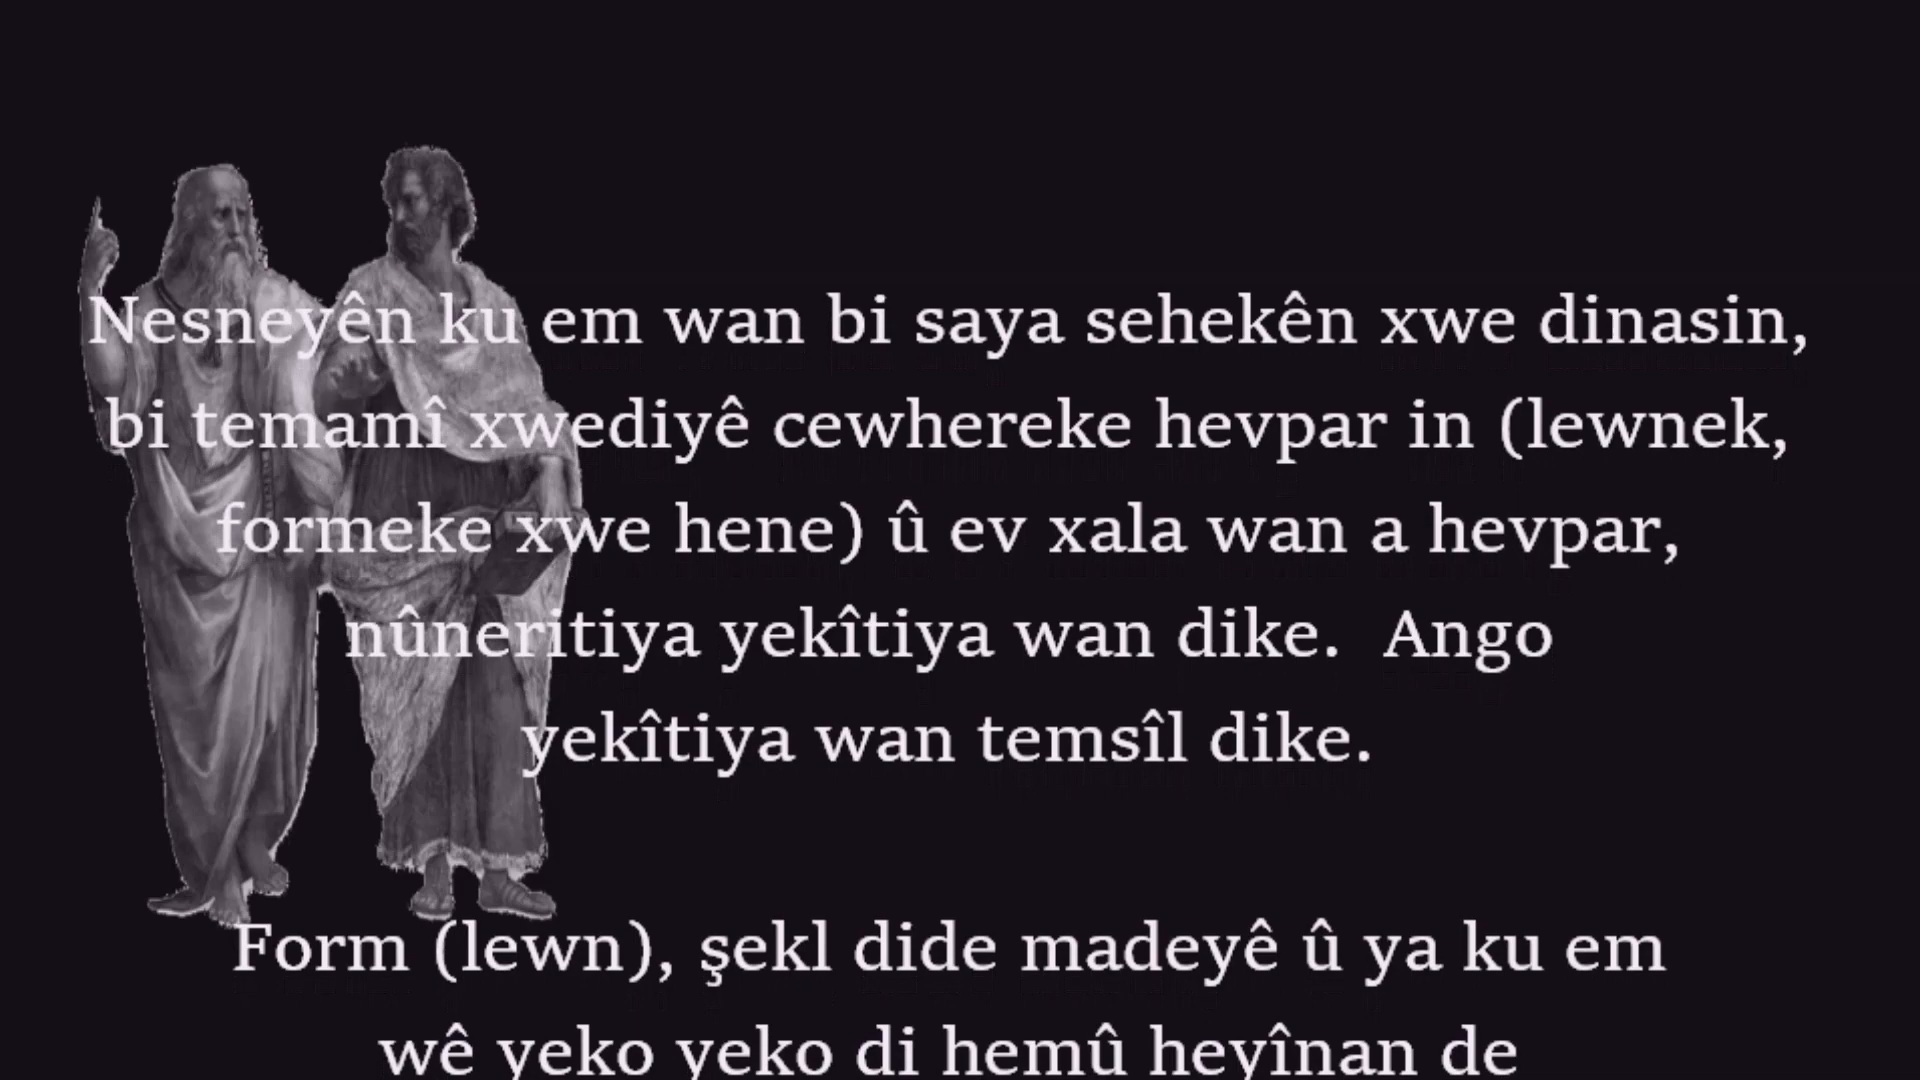 Nesneyên ku em wan bi saya sehekên xwe dinasin,
bi temamî xwediyê cewhereke hevpar in (lewnek,
formeke xwe hene) û ev xala wan a hevpar,
nûneritiya yekîtiya wan dike. Ango
yekîtiya wan temsîl dike.
Form (lewn), şekl dide madeyê û ya ku em
wê yeko yeko di hemû heyînan de